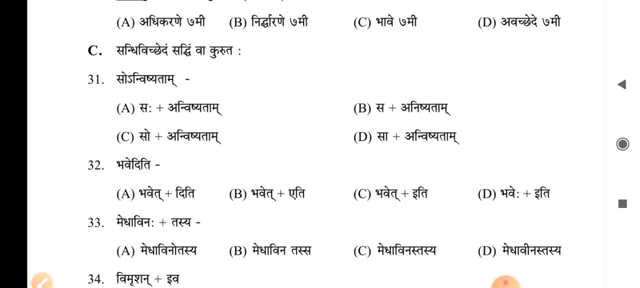 (A) अधिकरणे ७मी (B) निर्द्धारणे ७मी (C) भावे ७मी (D) अवच्छेदे ७मी
C. सन्धिविच्छेदं सद्धिं वा कुरुत :
31. सोऽन्विष्यताम् -
(A) सः + अन्विष्यताम् (B) स + अनिष्यताम्
(C) सो + अन्विष्यताम् (D) सा + अन्विष्यताम्
32. भवेदिति -
(A) भवेत् + दिति (B) भवेत् + एति (C) भवेत् + इति (D) भवेः + इति
33. मेधाविनः + तस्य -
(A) मेधाविनोतस्य (B) मेधाविन तस्स (C) मेधाविनस्तस्य (D) मेधावीनस्तस्य
34. विमृशन् + इव